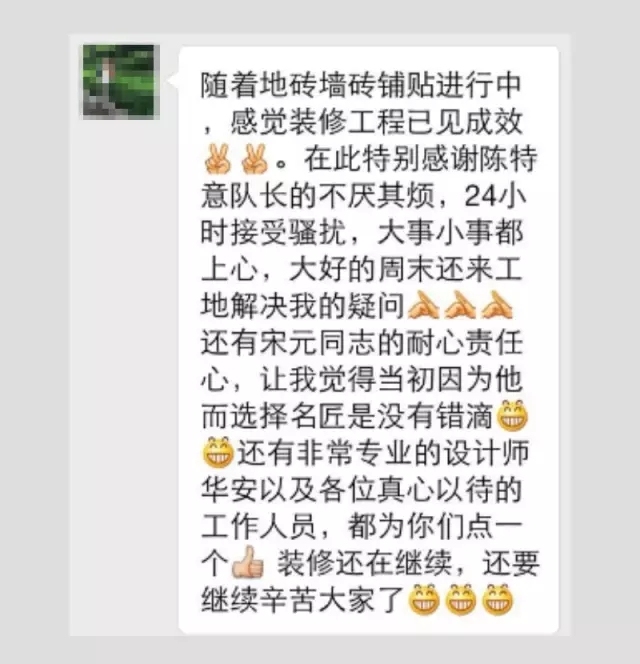 随着地砖墙砖铺贴进行中
，感觉装修工程已见成效
✌✌。在此特别感谢陈特
意队长的不厌其烦，24小
时接受骚扰，大事小事都
上心，大好的周末还来工
地解决我的疑问👏👏👏
还有宋元同志的耐心责任
心，让我觉得当初因为他
而选择名匠是没有错滴😁
😁还有非常专业的设计师
华安以及各位真心以待的
工作人员，都为你们点一
个👍 装修还在继续，还要
继续辛苦大家了😁😁😁